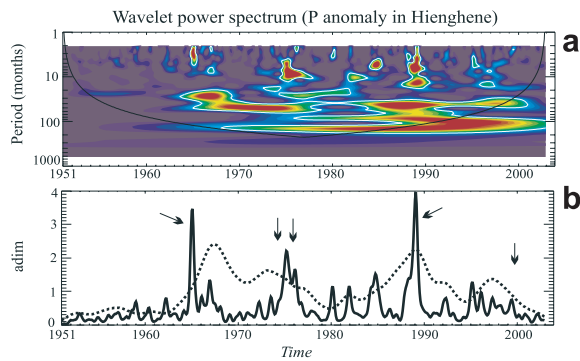 Wavelet power spectrum (P anomaly in Hienghene)
a
Period (months)
1
10
100
1000
1951 1960 1970 1980 1990 2000
b
adim
4
3
2
1
0
1951 1960 1970 1980 1990 2000
Time